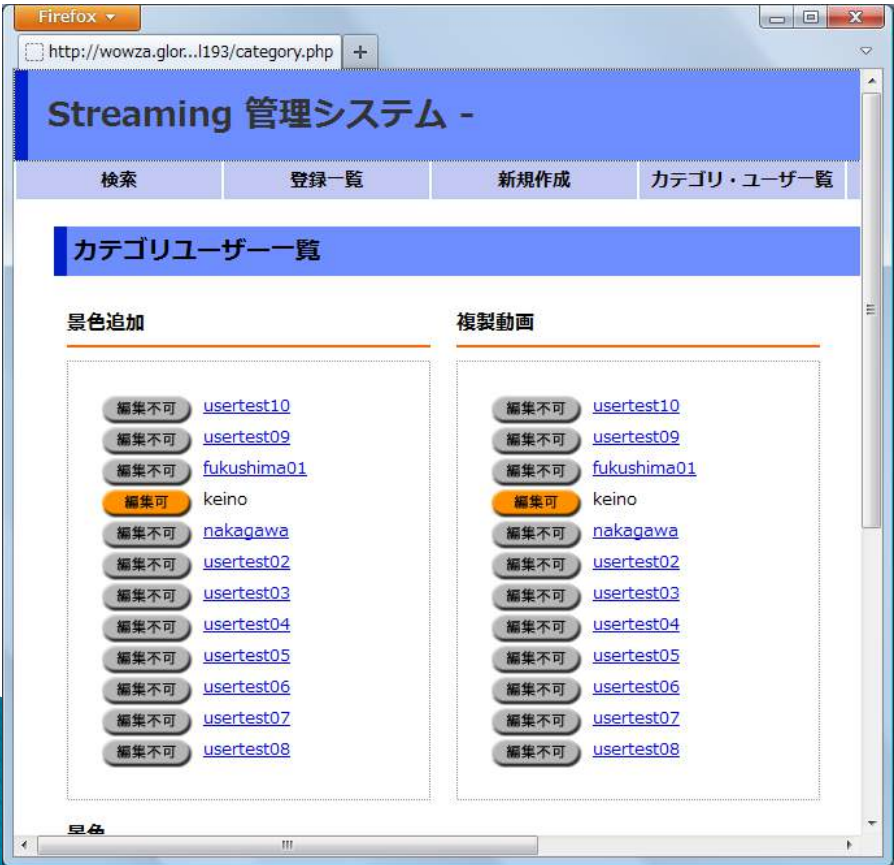 Firefox
http://wowza.glor...l193/category.php
Streaming 管理システム -
検索 登録一覧 新規作成 カテゴリ・ユーザ一覧
カテゴリユーザー一覧
景色追加
編集不可 usertest10
編集不可 usertest09
編集不可 fukushima01
編集可 keino
編集不可 nakagawa
編集不可 usertest02
編集不可 usertest03
編集不可 usertest04
編集不可 usertest05
編集不可 usertest06
編集不可 usertest07
編集不可 usertest08
複製動画
編集不可 usertest10
編集不可 usertest09
編集不可 fukushima01
編集可 keino
編集不可 nakagawa
編集不可 usertest02
編集不可 usertest03
編集不可 usertest04
編集不可 usertest05
編集不可 usertest06
編集不可 usertest07
編集不可 usertest08
景色